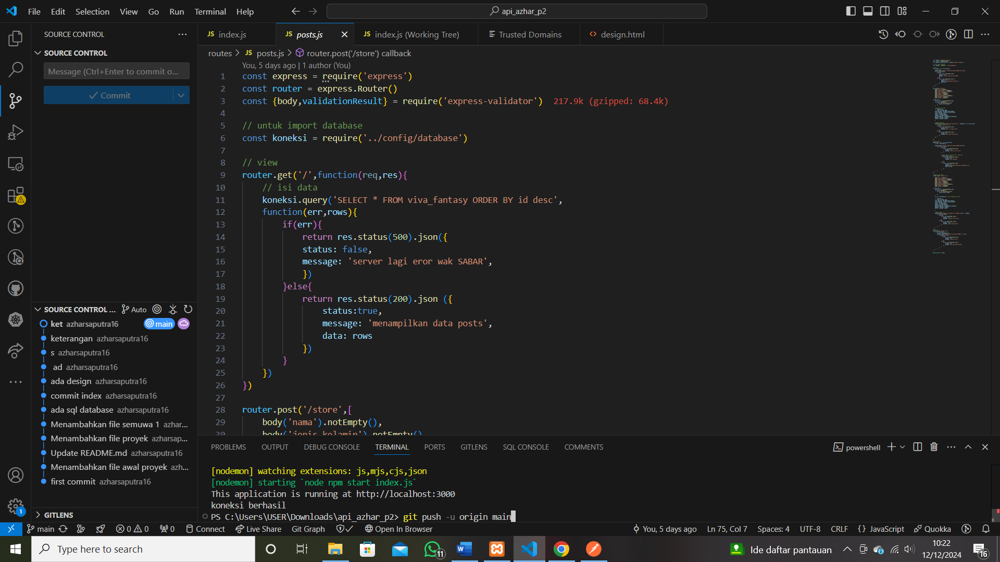 File Edit Selection View Go Run Terminal Help
api_azhar_p2
SOURCE CONTROL
SOURCE CONTROL
Message (Ctrl+Enter to commit o...
Commit
SOURCE CONTROL ... Auto
ket azharsaputra16 main
keterangan azharsaputra16
s azharsaputra16
ad azharsaputra16
ada design azharsaputra16
commit index azharsaputra16
ada sql database azharsaputra16
Menambahkan file semuwa 1 azhar...
Menambahkan file proyek azharsap...
Update README.md azharsaputra16
Menambahkan file awal proyek azh...
first commit azharsaputra16
GITLENS
JS index.js JS posts.js JS index.js (Working Tree) Trusted Domains design.html
routes > JS posts.js > router.post('/store') callback
You, 5 days ago | 1 author (You)
1 const express = require('express')
2 const router = express.Router()
3 const {body,validationResult} = require('express-validator') 217.9k (gzipped: 68.4k)
4
5 // untuk import database
6 const koneksi = require('../config/database')
7
8 // view
9 router.get('/',function(req,res){
10 // isi data
11 koneksi.query('SELECT * FROM viva_fantasy ORDER BY id desc',
12 function(err,rows){
13 if(err){
14 return res.status(500).json({
15 status: false,
16 message: 'server lagi eror wak SABAR',
17 })
18 }else{
19 return res.status(200).json ({
20 status:true,
21 message: 'menampilkan data posts',
22 data: rows
23 })
24 }
25 })
26 })
27
28 router.post('/store',[
29 body('nama').notEmpty(),
30 body('jenis_kelamin').notEmpty()
PROBLEMS OUTPUT DEBUG CONSOLE TERMINAL PORTS GITLENS SQL CONSOLE COMMENTS
powershell
[nodemon] watching extensions: js,mjs,cjs,json
[nodemon] starting `node npm start index.js`
This application is running at http://localhost:3000
koneksi berhasil
PS C:\Users\USER\Downloads\api_azhar_p2> git push -u origin main
1
main 0 0 0 Connect Live Share Git Graph Open In Browser You, 5 days ago Ln 75, Col 7 Spaces: 4 UTF-8 CRLF {} JavaScript Quokka
Type here to search
11
Ide daftar pantauan
10:22
12/12/2024
16